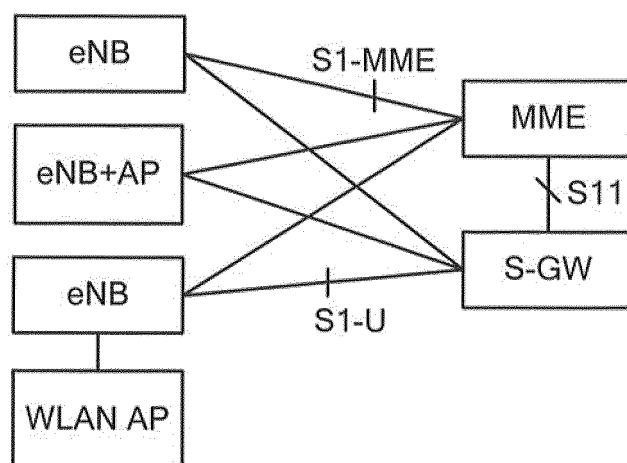 eNB
S1-MME
MME
eNB+AP
S11
eNB
S-GW
S1-U
WLAN AP